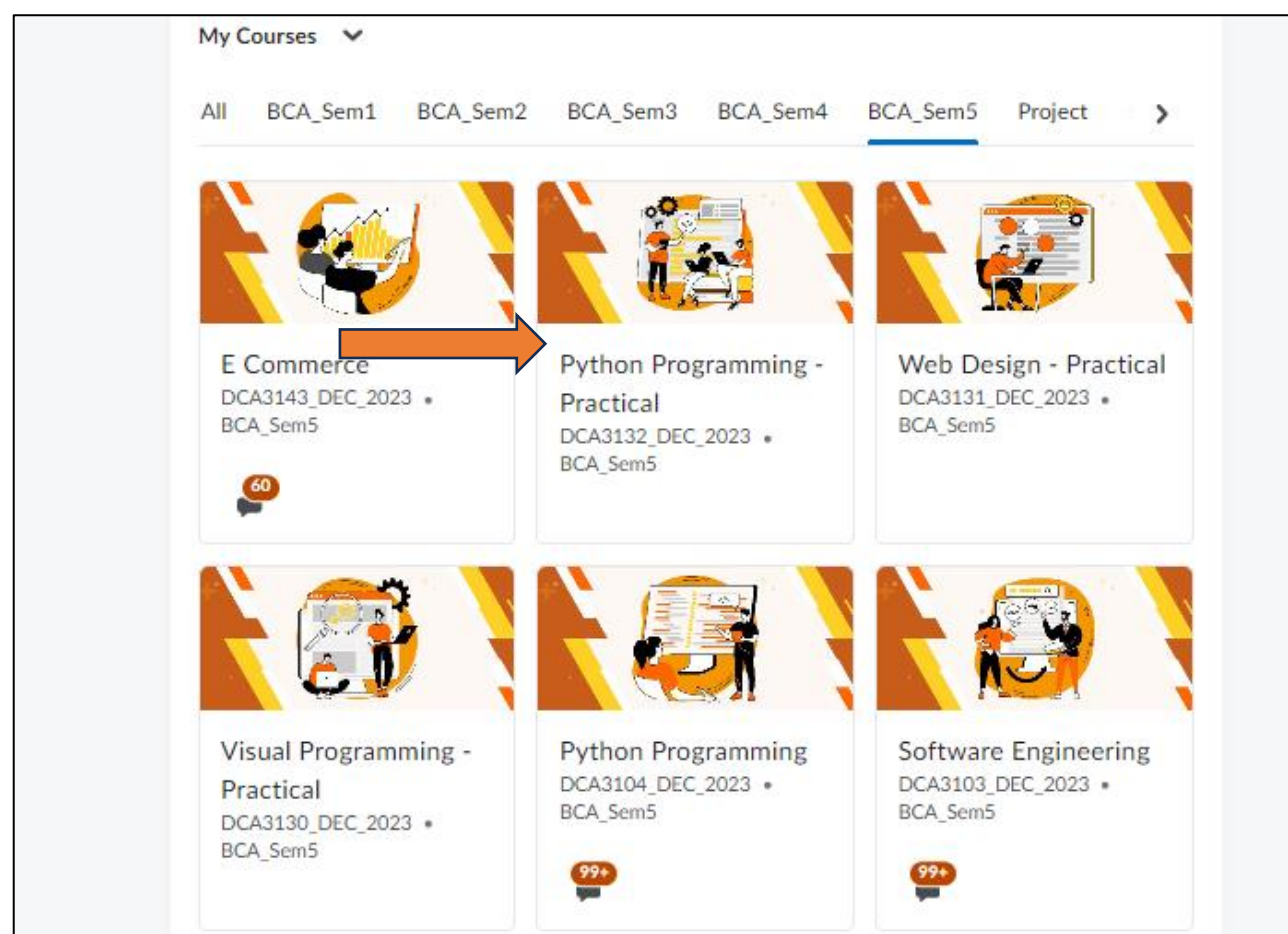 My Courses
All BCA_Sem1 BCA_Sem2 BCA_Sem3 BCA_Sem4 BCA_Sem5 Project
E Commerce
DCA3143_DEC_2023 •
BCA_Sem5
60
Python Programming -
Practical
DCA3132_DEC_2023 •
BCA_Sem5
Web Design - Practical
DCA3131_DEC_2023 •
BCA_Sem5
Visual Programming -
Practical
DCA3130_DEC_2023 •
BCA_Sem5
Python Programming
DCA3104_DEC_2023 •
BCA_Sem5
99+
Software Engineering
DCA3103_DEC_2023 •
BCA_Sem5
99+